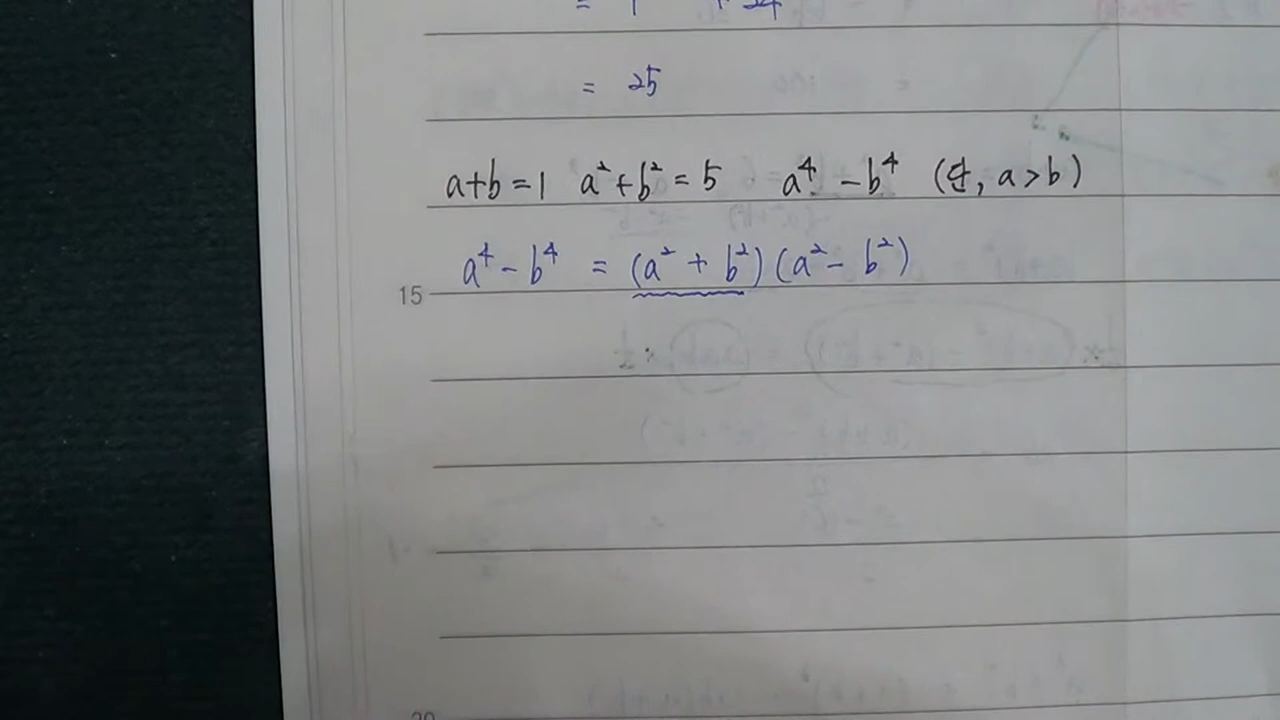 = 25
a+b=1 a²+b²=5 a⁴-b⁴ (단, a>b)
a⁴-b⁴ = (a²+b²)(a²-b²)
15